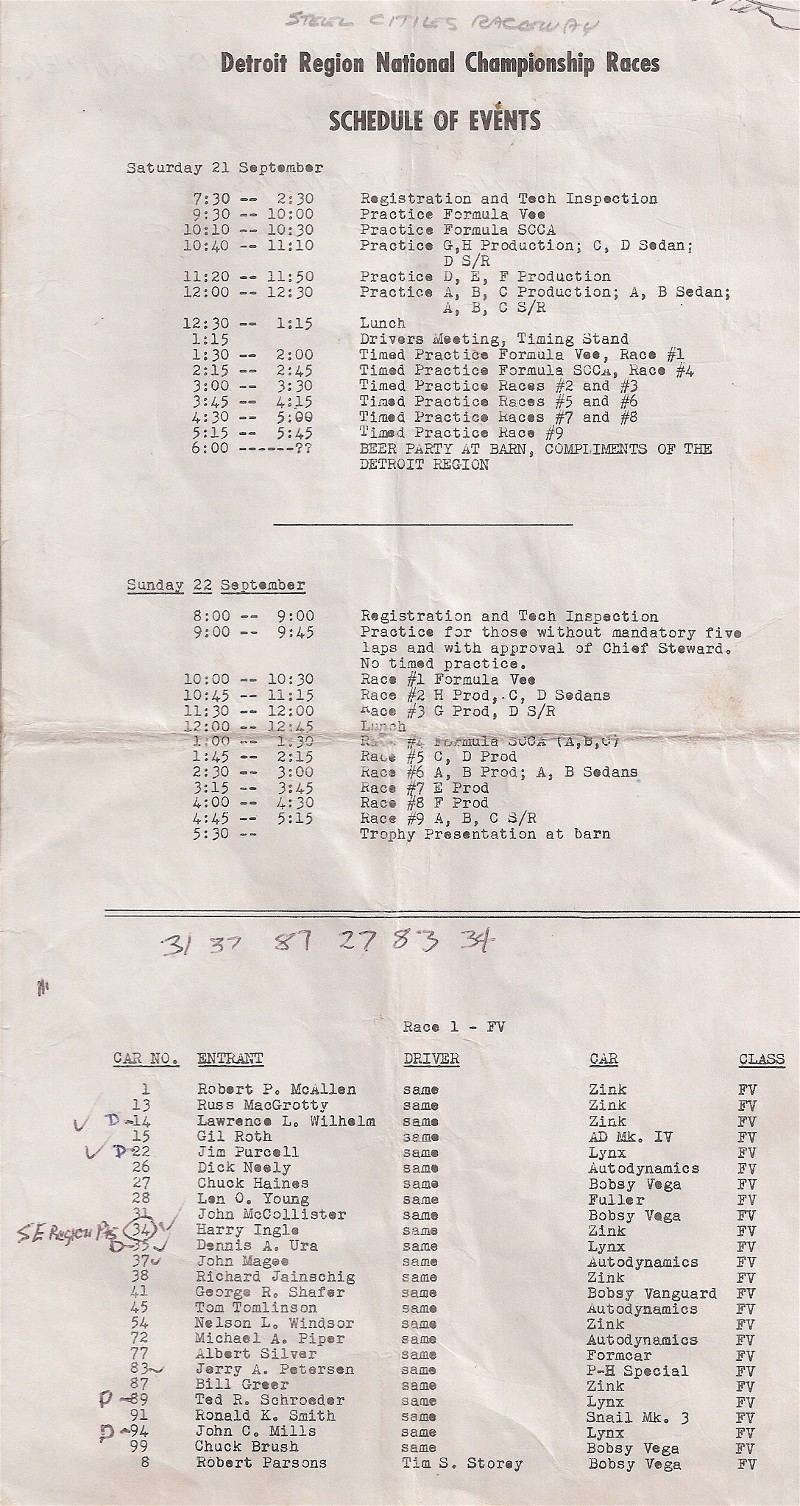 STEEL CITIES RACEWAY
Detroit Region National Championship Races
SCHEDULE OF EVENTS
Saturday 21 September
7:30 -- 2:30 Registration and Tech Inspection
9:30 -- 10:00 Practice Formula Vee
10:10 -- 10:30 Practice Formula SCCA
10:40 -- 11:10 Practice G,H Production; C, D Sedan;
D S/R
11:20 -- 11:50 Practice D, E, F Production
12:00 -- 12:30 Practice A, B, C Production; A, B Sedan;
A, B, C S/R
12:30 -- 1:15 Lunch
1:15 Drivers Meeting, Timing Stand
1:30 -- 2:00 Timed Practice Formula Vee, Race #1
2:15 -- 2:45 Timed Practice Formula SCCA, Race #4
3:00 -- 3:30 Timed Practice Races #2 and #3
3:45 -- 4:15 Timed Practice Races #5 and #6
4:30 -- 5:00 Timed Practice Races #7 and #8
5:15 -- 5:45 Timed Practice Race #9
6:00 ------?? BEER PARTY AT BARN, COMPLIMENTS OF THE
DETROIT REGION
Sunday 22 September
8:00 -- 9:00 Registration and Tech Inspection
9:00 -- 9:45 Practice for those without mandatory five
laps and with approval of Chief Steward.
No timed practice.
10:00 -- 10:30 Race #1 Formula Vee
10:45 -- 11:15 Race #2 H Prod, C, D Sedans
11:30 -- 12:00 Race #3 G Prod, D S/R
12:00 -- 12:45 Lunch
1:00 -- 1:30 Race #4 Formula SCCA (A,B,C)
1:45 -- 2:15 Race #5 C, D Prod
2:30 -- 3:00 Race #6 A, B Prod; A, B Sedans
3:15 -- 3:45 Race #7 E Prod
4:00 -- 4:30 Race #8 F Prod
4:45 -- 5:15 Race #9 A, B, C S/R
5:30 -- Trophy Presentation at barn
31 37 87 27 83 34
Race 1 - FV
CAR NO. ENTRANT DRIVER CAR CLASS
1 Robert P. McAllen same Zink FV
13 Russ MacGrotty same Zink FV
✓ D-14 Lawrence L. Wilhelm same Zink FV
15 Gil Roth same AD Mk. IV FV
✓ D-22 Jim Purcell same Lynx FV
26 Dick Neely same Autodynamics FV
27 Chuck Haines same Bobsy Vega FV
28 Len O. Young same Fuller FV
31 John McCollister same Bobsy Vega FV
SE Region Pts 34 ✓ Harry Ingle same Zink FV
D-35 ✓ Dennis A. Ura same Lynx FV
37 ✓ John Magee same Autodynamics FV
38 Richard Jainschig same Zink FV
41 George R. Shafer same Bobsy Vanguard FV
45 Tom Tomlinson same Autodynamics FV
54 Nelson L. Windsor same Zink FV
72 Michael A. Piper same Autodynamics FV
77 Albert Silver same Formcar FV
83 ✓ Jerry A. Petersen same P-H Special FV
87 Bill Greer same Zink FV
D-89 Ted R. Schroeder same Lynx FV
91 Ronald K. Smith same Snail Mk. 3 FV
D-94 John C. Mills same Lynx FV
99 Chuck Brush same Bobsy Vega FV
8 Robert Parsons Tim S. Storey Bobsy Vega FV